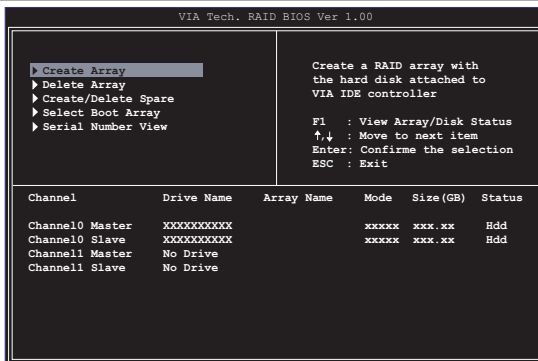 VIA Tech. RAID BIOS Ver 1.00
Create Array
Delete Array
Create/Delete Spare
Select Boot Array
Serial Number View
Create a RAID array with
the hard disk attached to
VIA IDE controller
F1 : View Array/Disk Status
↑,↓ : Move to next item
Enter: Confirme the selection
ESC : Exit
Channel Drive Name Array Name Mode Size(GB) Status
Channel0 Master XXXXXXXXXX xxxxx xxx.xx Hdd
Channel0 Slave XXXXXXXXXX xxxxx xxx.xx Hdd
Channel1 Master No Drive
Channel1 Slave No Drive